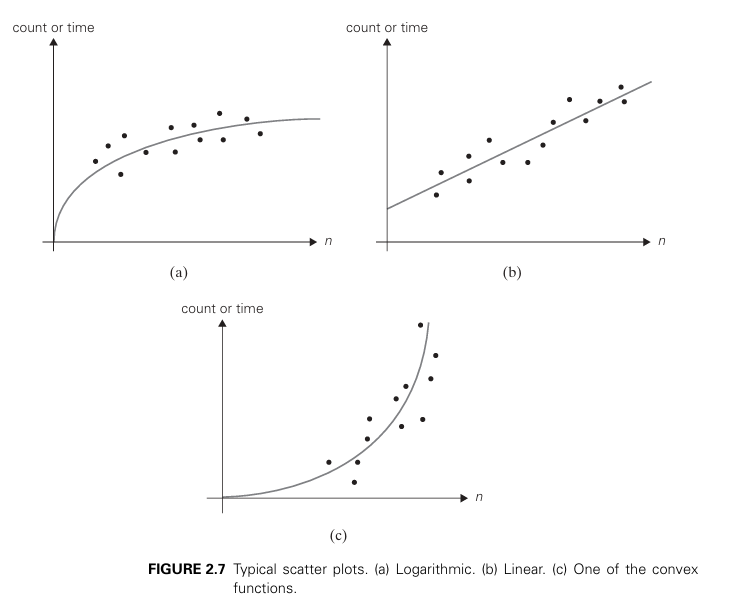 count or time
count or time
n
n
(a)
(b)
count or time
n
(c)
FIGURE 2.7 Typical scatter plots. (a) Logarithmic. (b) Linear. (c) One of the convex
functions.